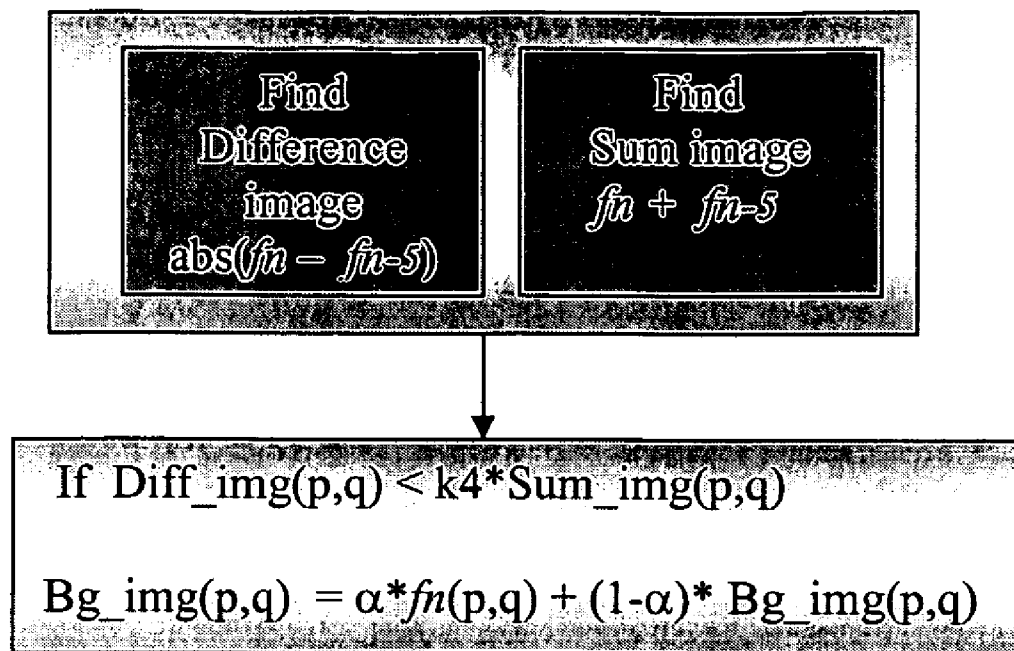 Find
Difference
image
abs(fn – fn-5)
Find
Sum image
fn + fn-5
If Diff_img(p,q) < k4*Sum_img(p,q)
Bg_img(p,q) = α*fn(p,q) + (1-α)* Bg_img(p,q)